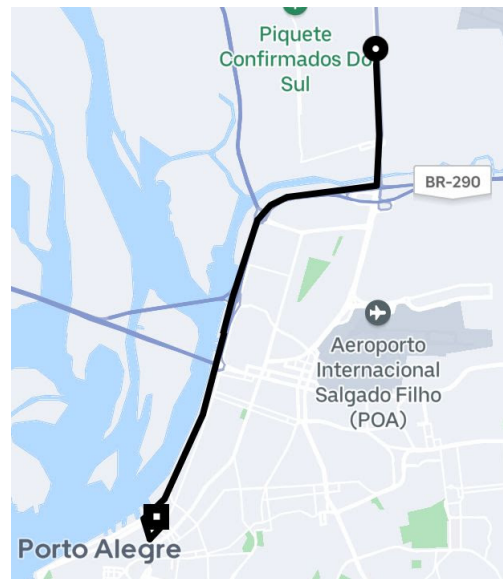 Piquete
Confirmados Do
Sul
BR-290
Aeroporto
Internacional
Salgado Filho
(POA)
Porto Alegre